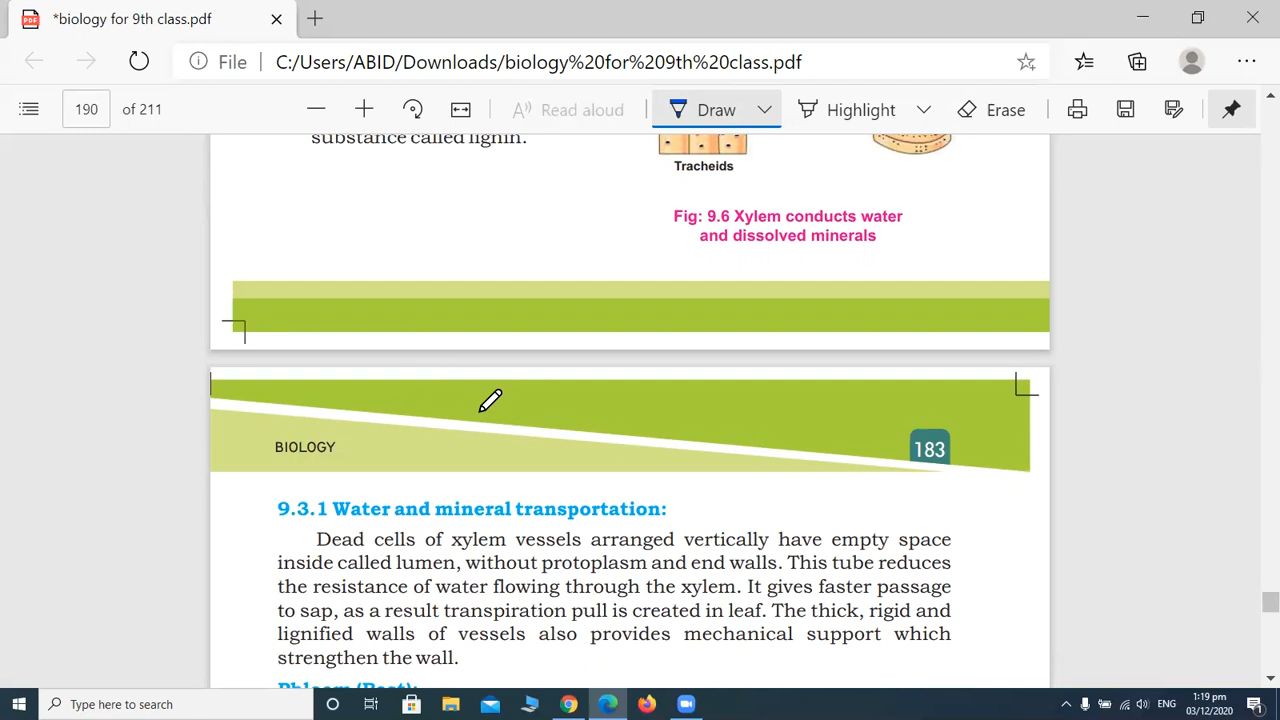 *biology for 9th class.pdf
File
C:/Users/ABID/Downloads/biology%20for%209th%20class.pdf
190 of 211
Read aloud
Draw
Highlight
Erase
substance called lignin.
Tracheids
Fig: 9.6 Xylem conducts water
and dissolved minerals
BIOLOGY
183
9.3.1 Water and mineral transportation:
Dead cells of xylem vessels arranged vertically have empty space
inside called lumen, without protoplasm and end walls. This tube reduces
the resistance of water flowing through the xylem. It gives faster passage
to sap, as a result transpiration pull is created in leaf. The thick, rigid and
lignified walls of vessels also provides mechanical support which
strengthen the wall.
Phloem (Bast):
Type here to search
ENG
1:19 pm
03/12/2020